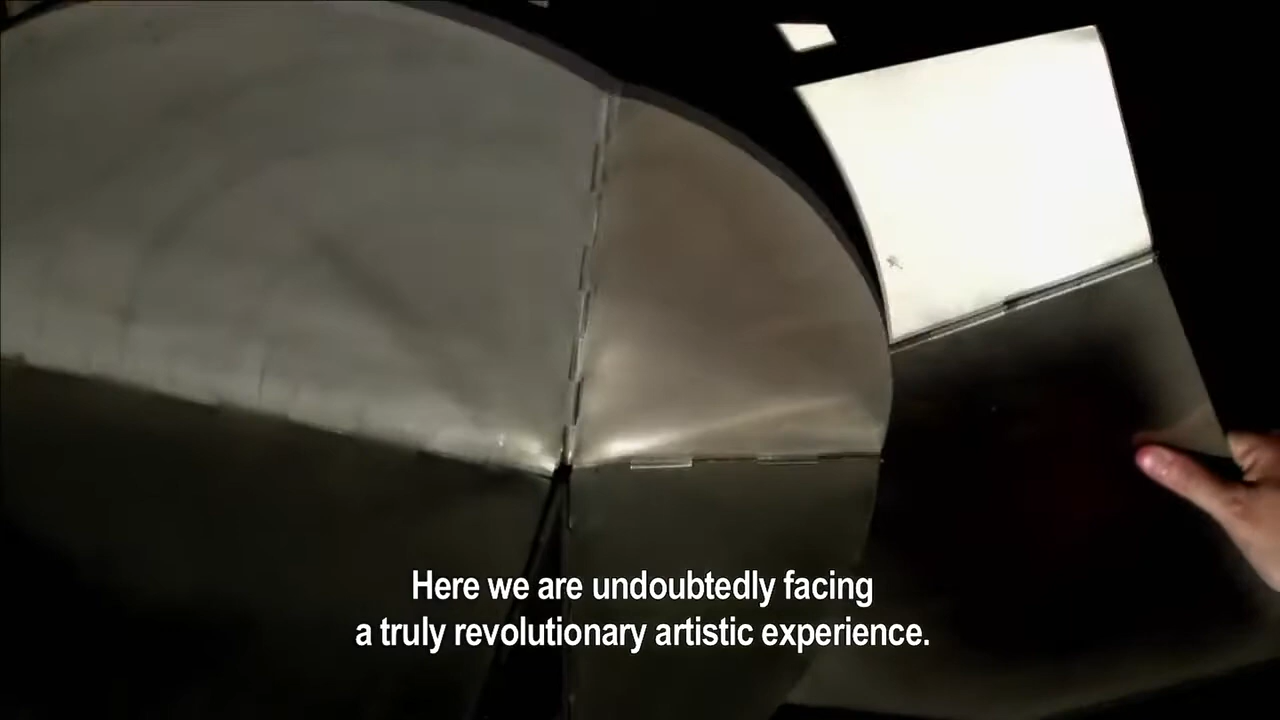 Here we are undoubtedly facing
a truly revolutionary artistic experience.